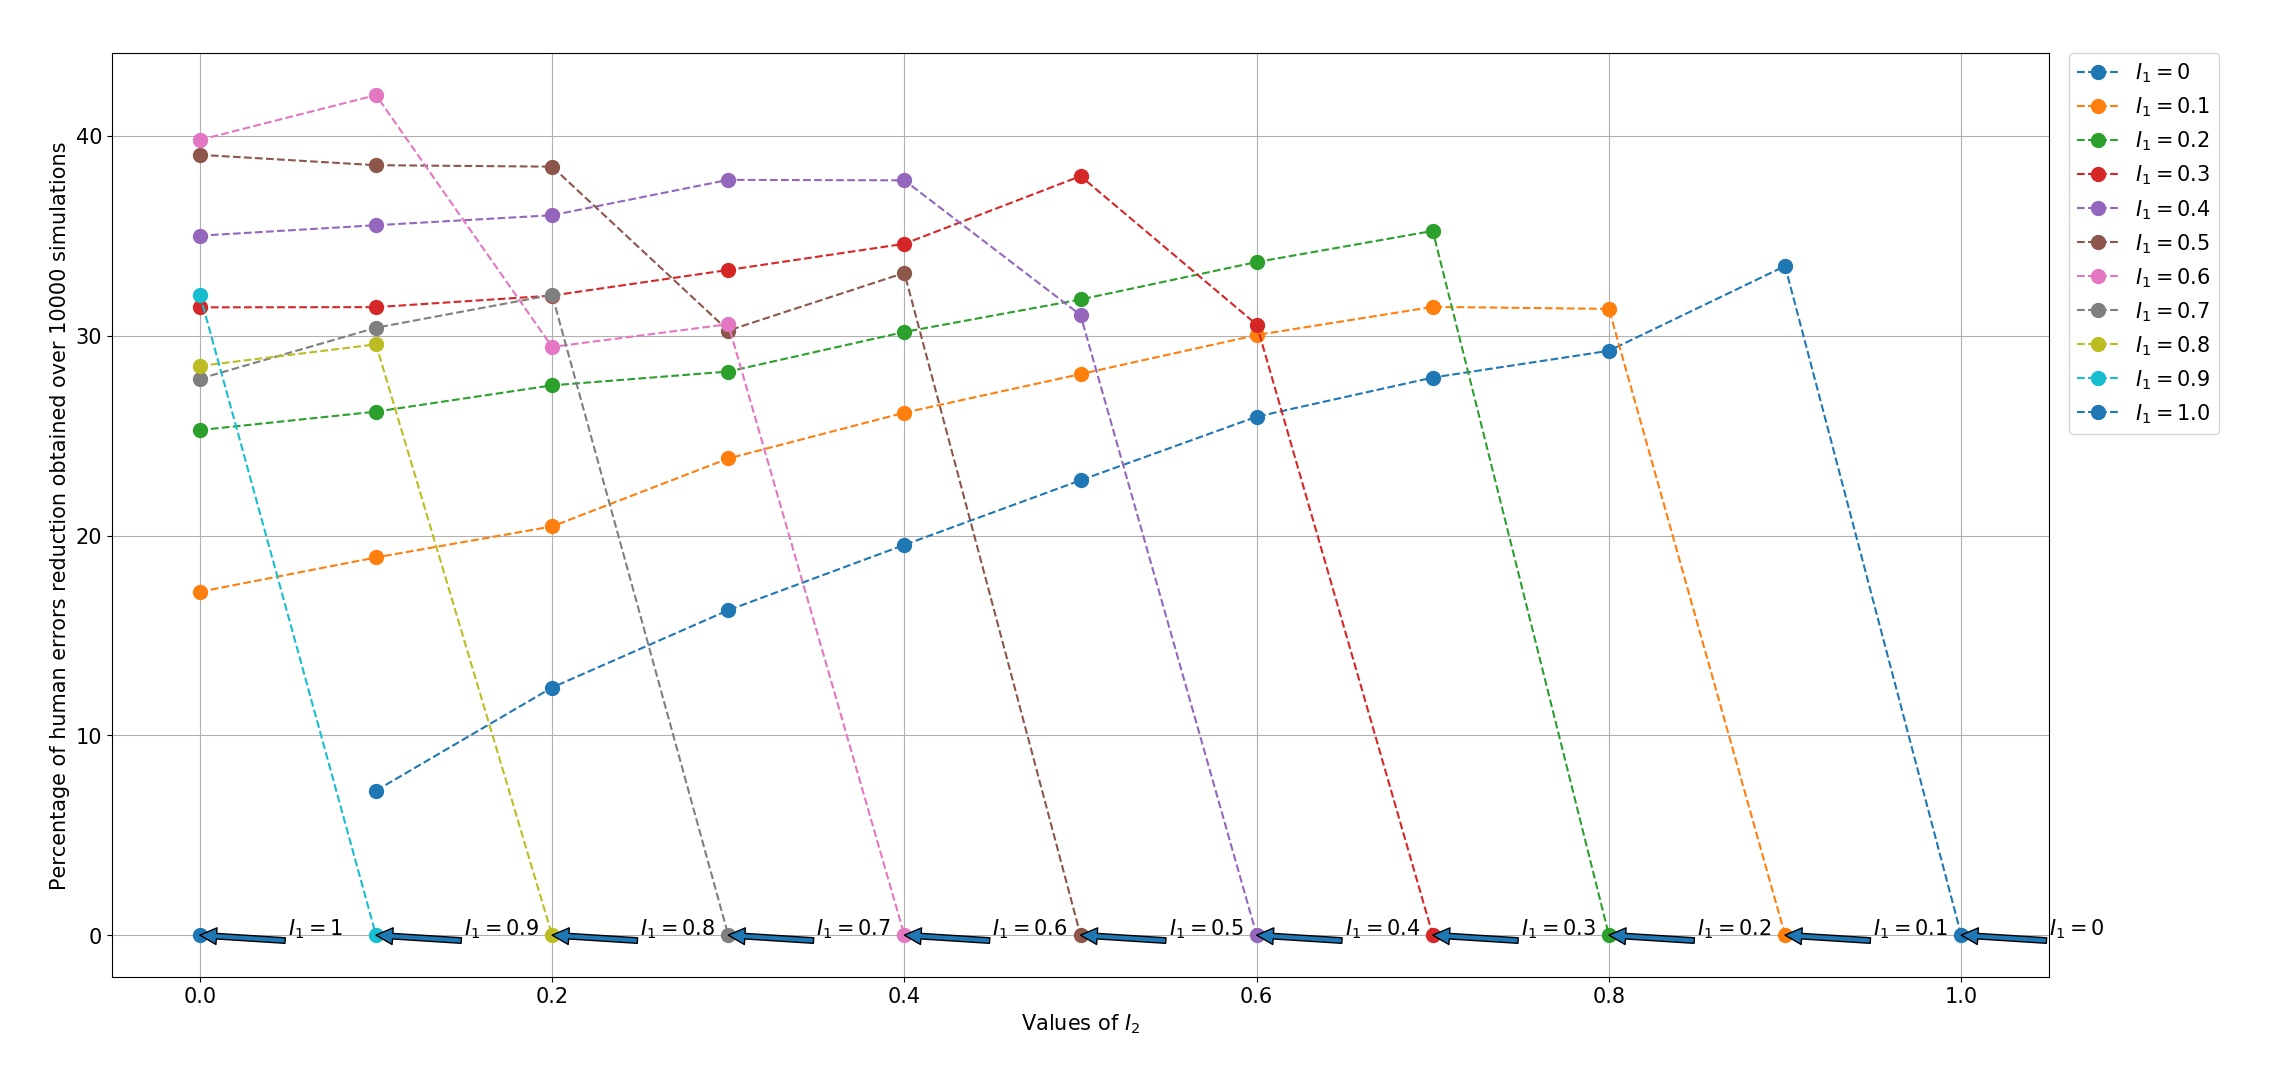 Percentage of human errors reduction obtained over 10000 simulations
40
30
20
10
0
I₁ = 1
I₁ = 0.9
I₁ = 0.8
I₁ = 0.7
I₁ = 0.6
I₁ = 0.5
I₁ = 0.4
I₁ = 0.3
I₁ = 0.2
I₁ = 0.1
I₁ = 0
0.0
0.2
0.4
0.6
0.8
1.0
Values of I₂
I₁ = 0
I₁ = 0.1
I₁ = 0.2
I₁ = 0.3
I₁ = 0.4
I₁ = 0.5
I₁ = 0.6
I₁ = 0.7
I₁ = 0.8
I₁ = 0.9
I₁ = 1.0